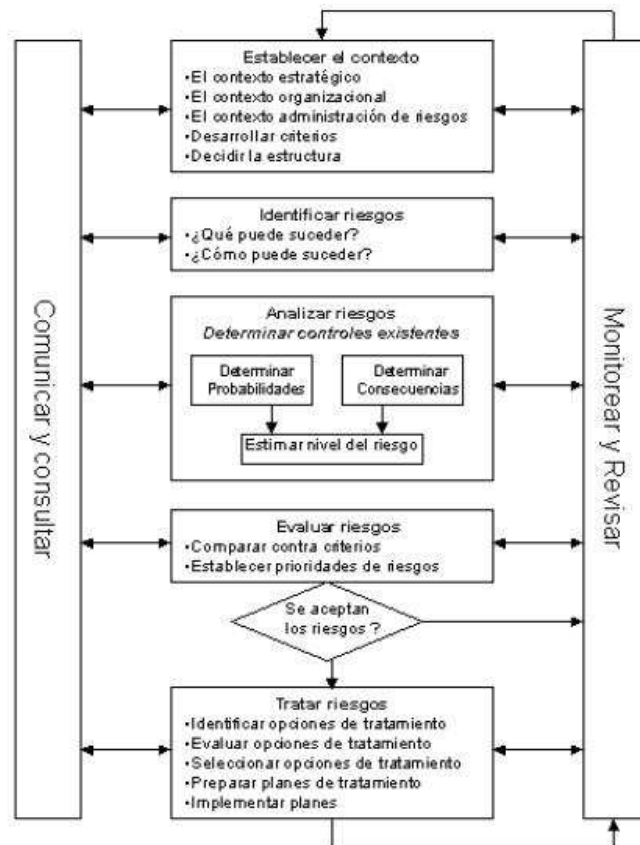 Establecer el contexto
•El contexto estratégico
•El contexto organizacional
•El contexto administración de riesgos
•Desarrollar criterios
•Decidir la estructura
Identificar riesgos
•¿Qué puede suceder?
•¿Cómo puede suceder?
Analizar riesgos
Determinar controles existentes
Determinar
Probabilidades
Determinar
Consecuencias
Estimar nivel del riesgo
Evaluar riesgos
•Comparar contra criterios
•Establecer prioridades de riesgos
Se aceptan
los riesgos ?
Tratar riesgos
•Identificar opciones de tratamiento
•Evaluar opciones de tratamiento
•Seleccionar opciones de tratamiento
•Preparar planes de tratamiento
•Implementar planes
Comunicar y consultar
Monitorear y Revisar